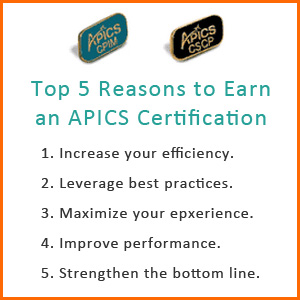 APICS CPIM
APICS CSCP
Top 5 Reasons to Earn
an APICS Certification
1. Increase your efficiency.
2. Leverage best practices.
3. Maximize your epxerience.
4. Improve performance.
5. Strengthen the bottom line.